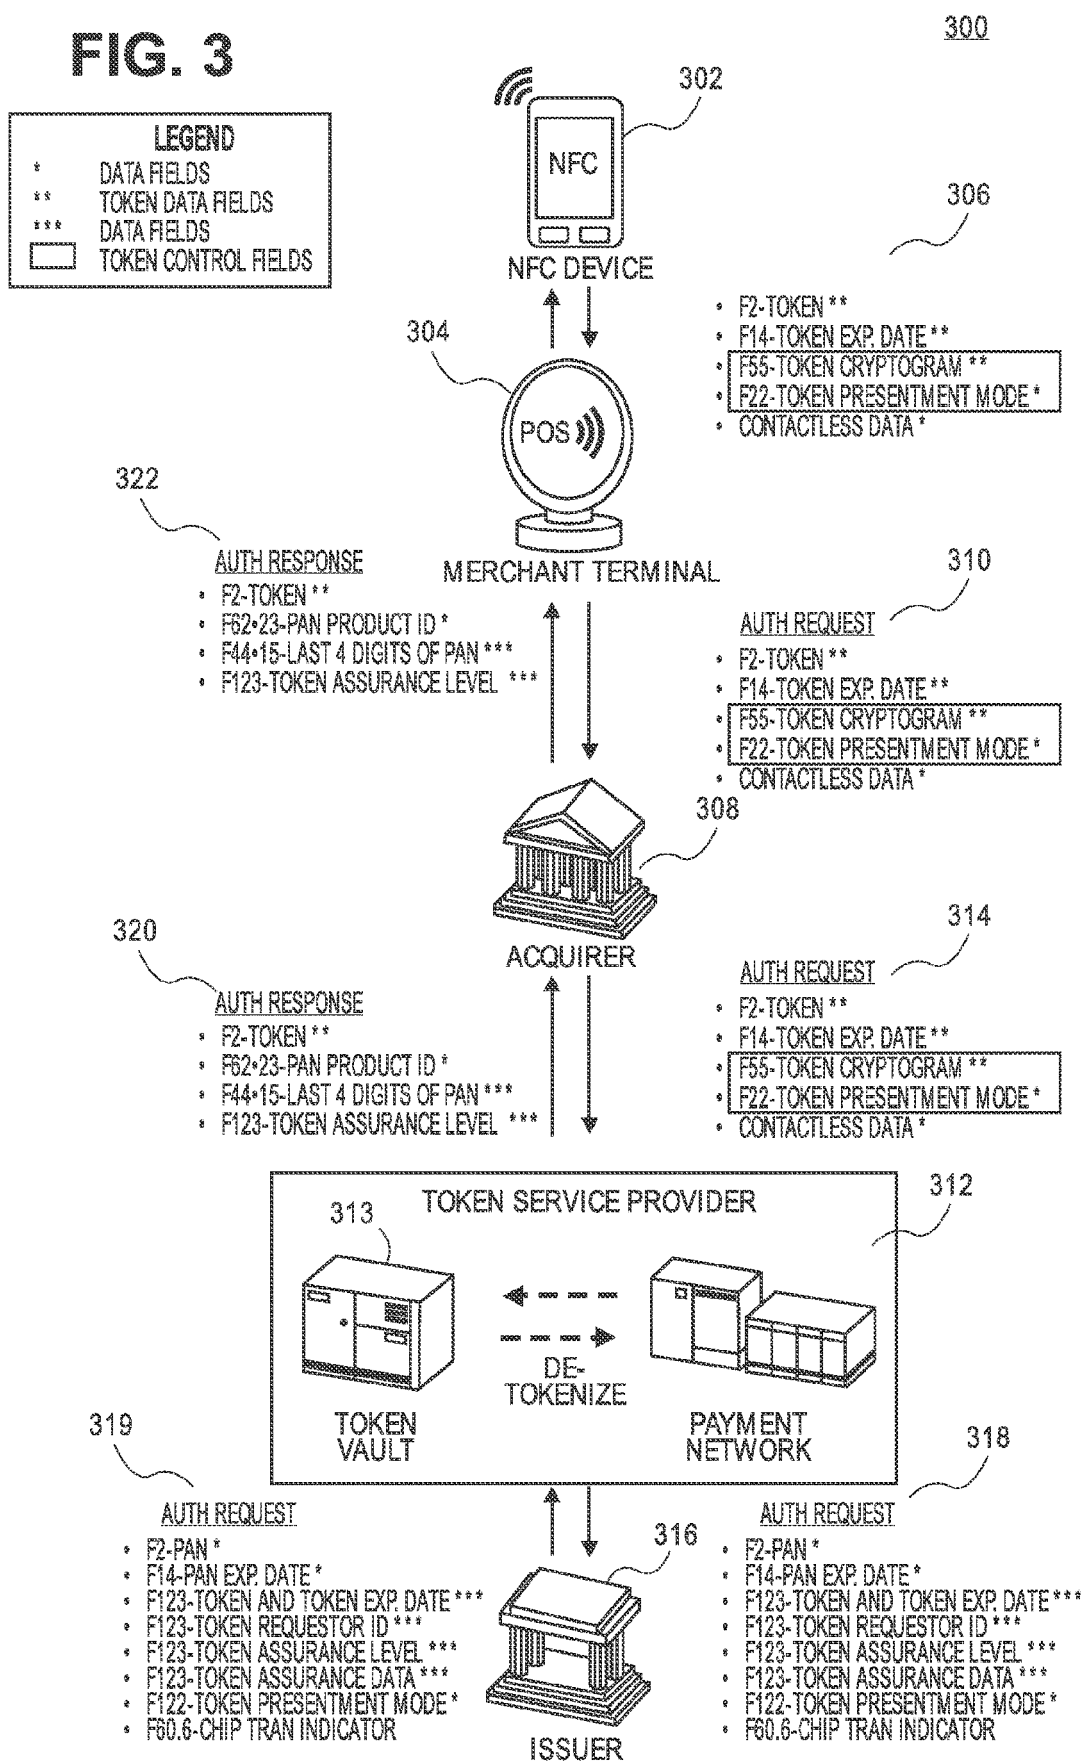 FIG. 3
300
LEGEND
* DATA FIELDS
** TOKEN DATA FIELDS
*** DATA FIELDS
TOKEN CONTROL FIELDS
302
NFC
NFC DEVICE
306
• F2-TOKEN **
• F14-TOKEN EXP. DATE **
• F55-TOKEN CRYPTOGRAM **
• F22-TOKEN PRESENTMENT MODE *
• CONTACTLESS DATA *
304
POS
MERCHANT TERMINAL
322
AUTH RESPONSE
• F2-TOKEN **
• F62•23-PAN PRODUCT ID *
• F44•15-LAST 4 DIGITS OF PAN ***
• F123-TOKEN ASSURANCE LEVEL ***
310
AUTH REQUEST
• F2-TOKEN **
• F14-TOKEN EXP. DATE **
• F55-TOKEN CRYPTOGRAM **
• F22-TOKEN PRESENTMENT MODE *
• CONTACTLESS DATA *
308
ACQUIRER
320
AUTH RESPONSE
• F2-TOKEN **
• F62•23-PAN PRODUCT ID *
• F44•15-LAST 4 DIGITS OF PAN ***
• F123-TOKEN ASSURANCE LEVEL ***
314
AUTH REQUEST
• F2-TOKEN **
• F14-TOKEN EXP. DATE **
• F55-TOKEN CRYPTOGRAM **
• F22-TOKEN PRESENTMENT MODE *
• CONTACTLESS DATA *
312
TOKEN SERVICE PROVIDER
313
DE-
TOKENIZE
TOKEN
VAULT
PAYMENT
NETWORK
319
AUTH REQUEST
• F2-PAN *
• F14-PAN EXP. DATE *
• F123-TOKEN AND TOKEN EXP. DATE ***
• F123-TOKEN REQUESTOR ID ***
• F123-TOKEN ASSURANCE LEVEL ***
• F123-TOKEN ASSURANCE DATA ***
• F122-TOKEN PRESENTMENT MODE *
• F60.6-CHIP TRAN INDICATOR
318
AUTH REQUEST
• F2-PAN *
• F14-PAN EXP. DATE *
• F123-TOKEN AND TOKEN EXP. DATE ***
• F123-TOKEN REQUESTOR ID ***
• F123-TOKEN ASSURANCE LEVEL ***
• F123-TOKEN ASSURANCE DATA ***
• F122-TOKEN PRESENTMENT MODE *
• F60.6-CHIP TRAN INDICATOR
316
ISSUER